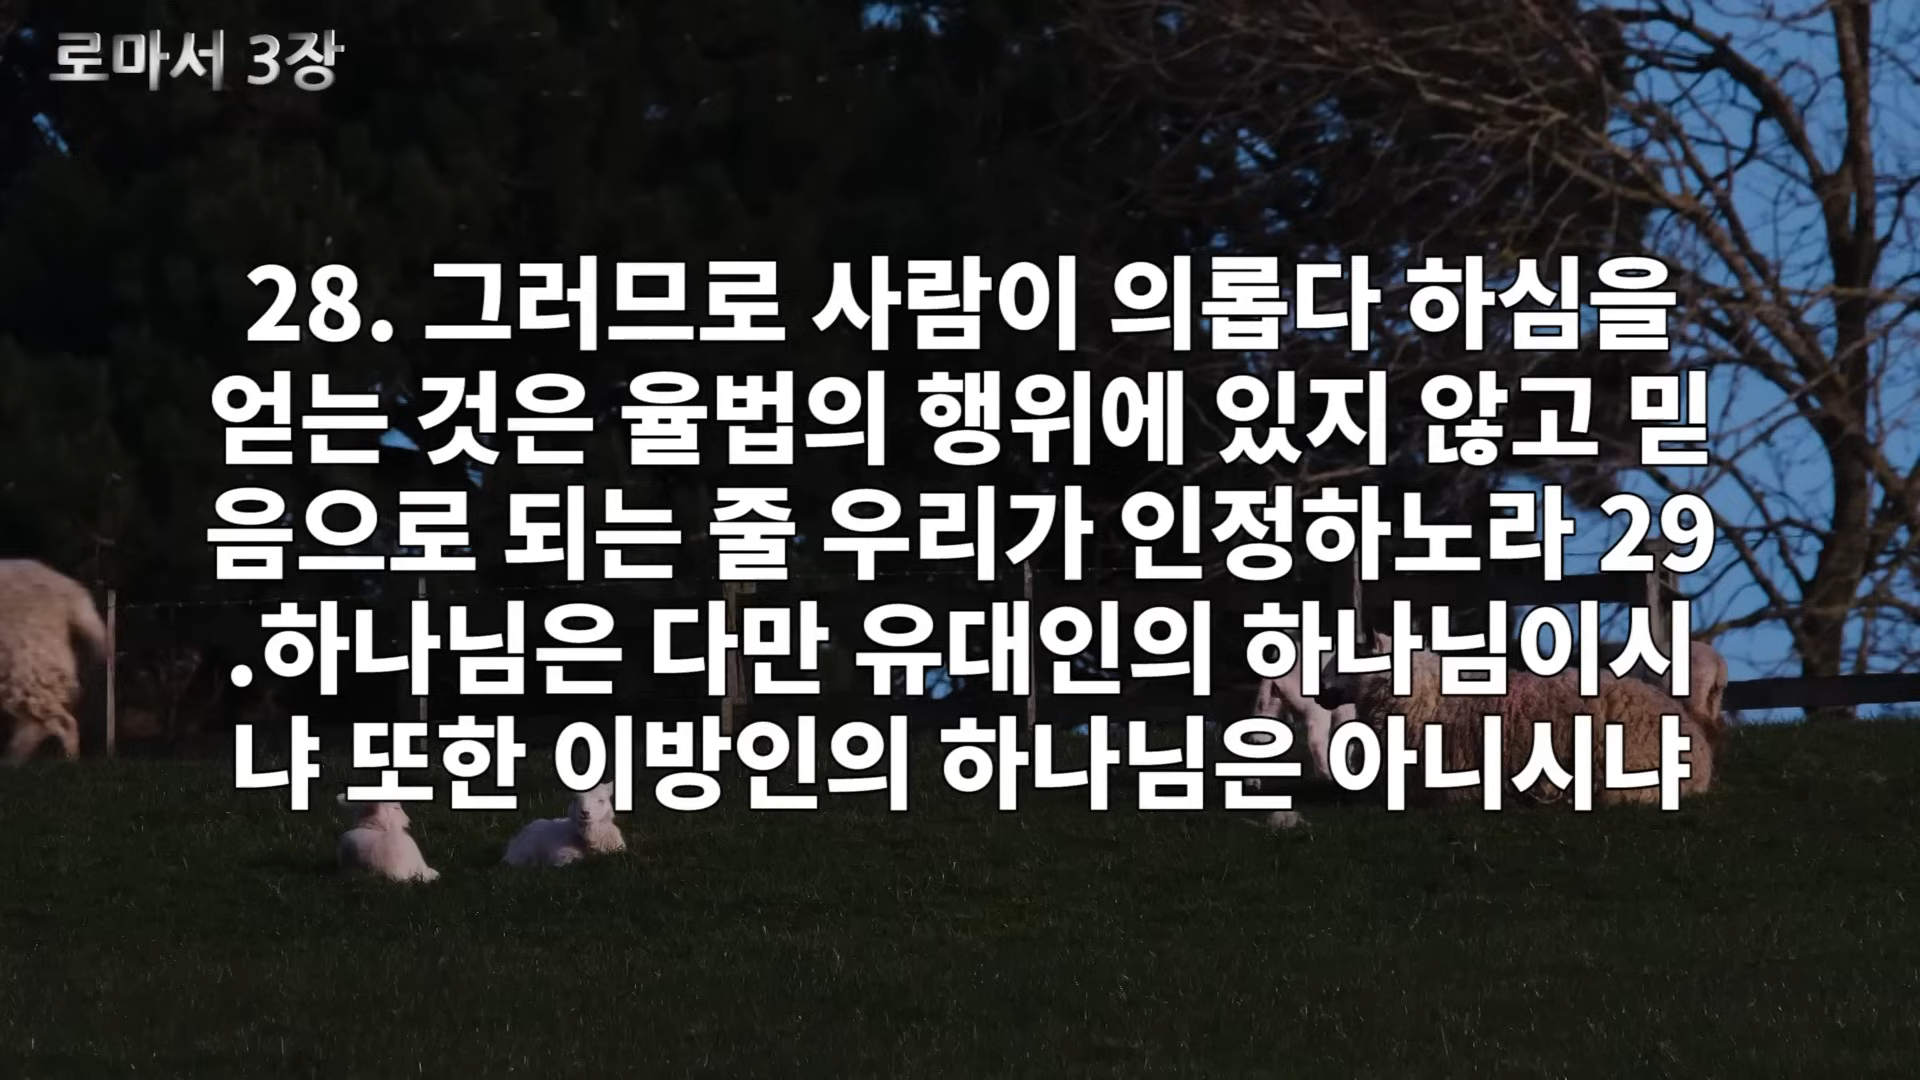 로마서 3장
28. 그러므로 사람이 의롭다 하심을
얻는 것은 율법의 행위에 있지 않고 믿
음으로 되는 줄 우리가 인정하노라 29
.하나님은 다만 유대인의 하나님이시
냐 또한 이방인의 하나님은 아니시냐